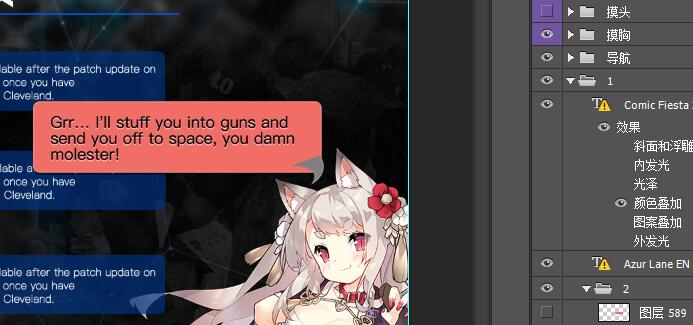 lable after the patch update on
once you have
Cleveland.
Grr... I'll stuff you into guns and
send you off to space, you damn
molester!
lable a
once you have
Cleveland.
lable after the patch update on
once you have
Cleveland.
摸头
摸胸
导航
1
Comic Fiesta
效果
斜面和浮雕
内发光
光泽
颜色叠加
图案叠加
外发光
Azur Lane EN
2
图层 589